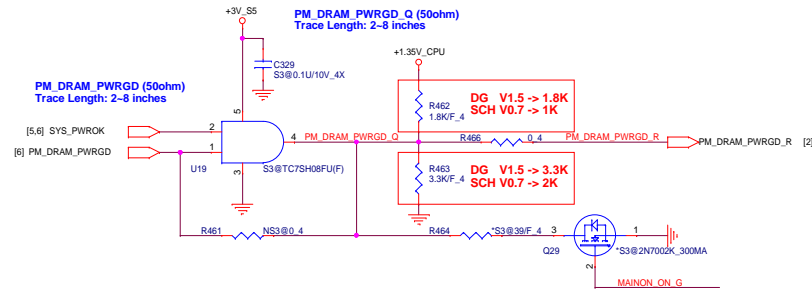 +3V_S5
PM_DRAM_PWRGD_Q (50ohm)
Trace Length: 2~8 inches
+1.35V_CPU
C329
S3@0.1U/10V_4X
PM_DRAM_PWRGD (50ohm)
Trace Length: 2~8 inches
R462
1.8K/F_4
DG V1.5 -> 1.8K
SCH V0.7 -> 1K
5
[5,6] SYS_PWROK
2
4
PM_DRAM_PWRGD_Q
R466
0_4
PM_DRAM_PWRGD_R
PM_DRAM_PWRGD_R [2]
[6] PM_DRAM_PWRGD
1
U19
3
S3@TC7SH08FU(F)
R463
3.3K/F_4
DG V1.5 -> 3.3K
SCH V0.7 -> 2K
R461
NS3@0_4
R464
*S3@39/F_4
3
1
Q29
*S3@2N7002K_300MA
2
MAINON_ON_G